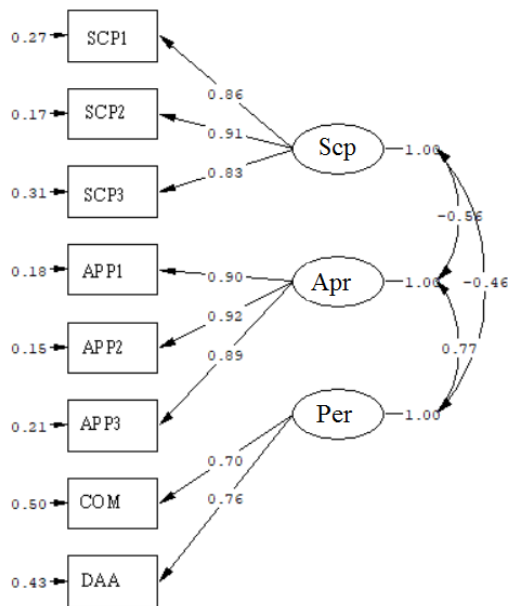 0.27 SCP1
0.86
0.17 SCP2
0.91
Scp 1.00
0.83
0.31 SCP3
-0.56
0.18 APP1
0.90
Apr 1.00
-0.46
0.92
0.15 APP2
0.89
0.77
0.21 APP3
Per 1.00
0.70
0.76
0.50 COM
0.43 DAA